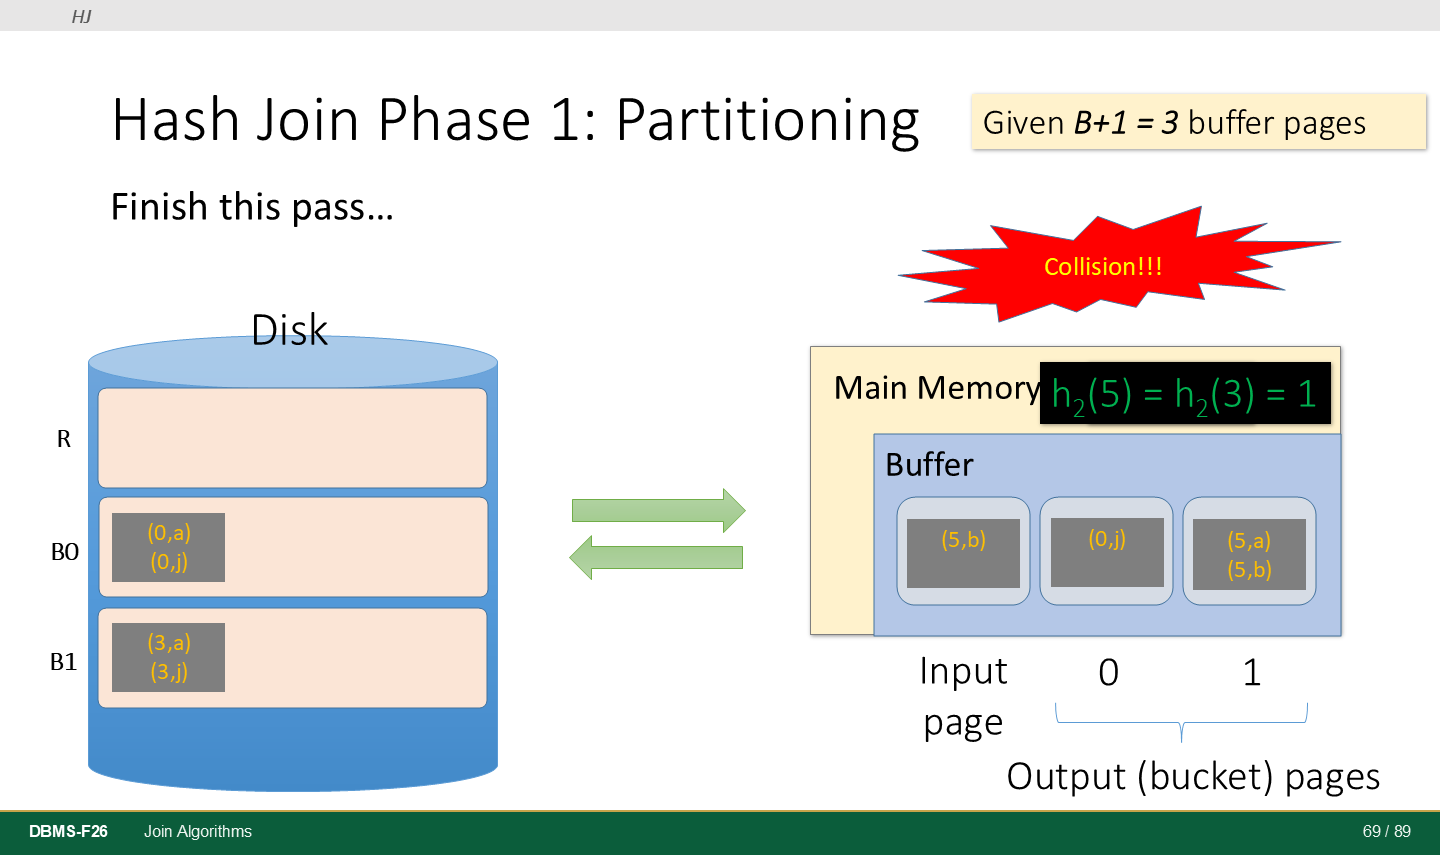 HJ
Hash Join Phase 1: Partitioning
Given B+1 = 3 buffer pages
Finish this pass…
Collision!!!
Disk
Main Memory
h2(5) = h2(3) = 1
R
Buffer
(0,a)
(0,j)
B0
(5,b)
(0,j)
(5,a)
(5,b)
(3,a)
(3,j)
B1
Input
page
0
1
Output (bucket) pages
DBMS-F26
Join Algorithms
69 / 89